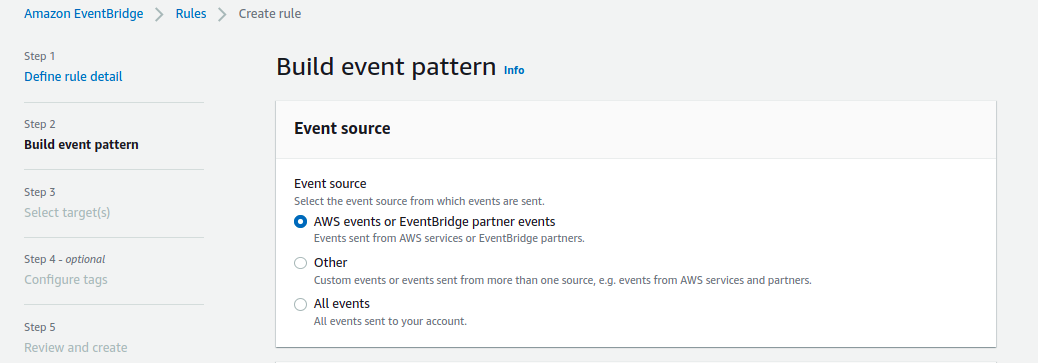 Amazon EventBridge > Rules > Create rule
Step 1
Define rule detail
Step 2
Build event pattern
Step 3
Select target(s)
Step 4 - optional
Configure tags
Step 5
Review and create
Build event pattern Info
Event source
Event source
Select the event source from which events are sent.
AWS events or EventBridge partner events
Events sent from AWS services or EventBridge partners.
Other
Custom events or events sent from more than one source, e.g. events from AWS services and partners.
All events
All events sent to your account.